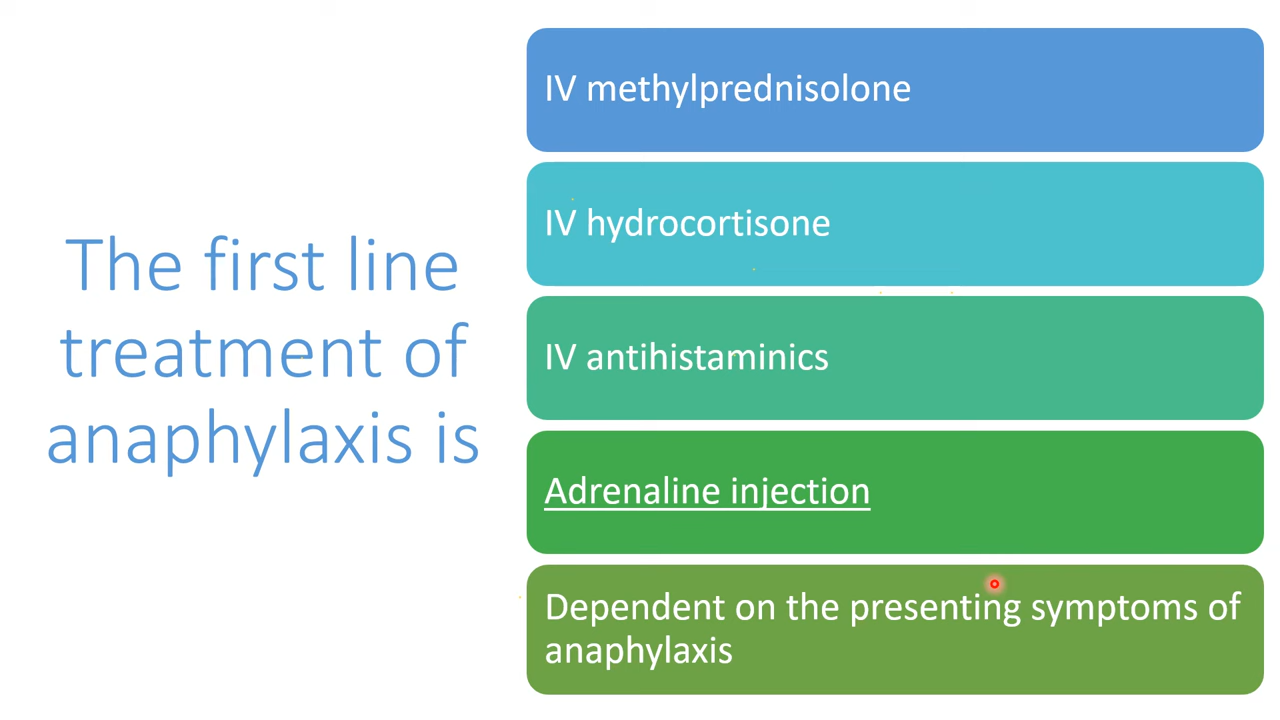 The first line
treatment of
anaphylaxis is
IV methylprednisolone
IV hydrocortisone
IV antihistaminics
Adrenaline injection
Dependent on the presenting symptoms of
anaphylaxis